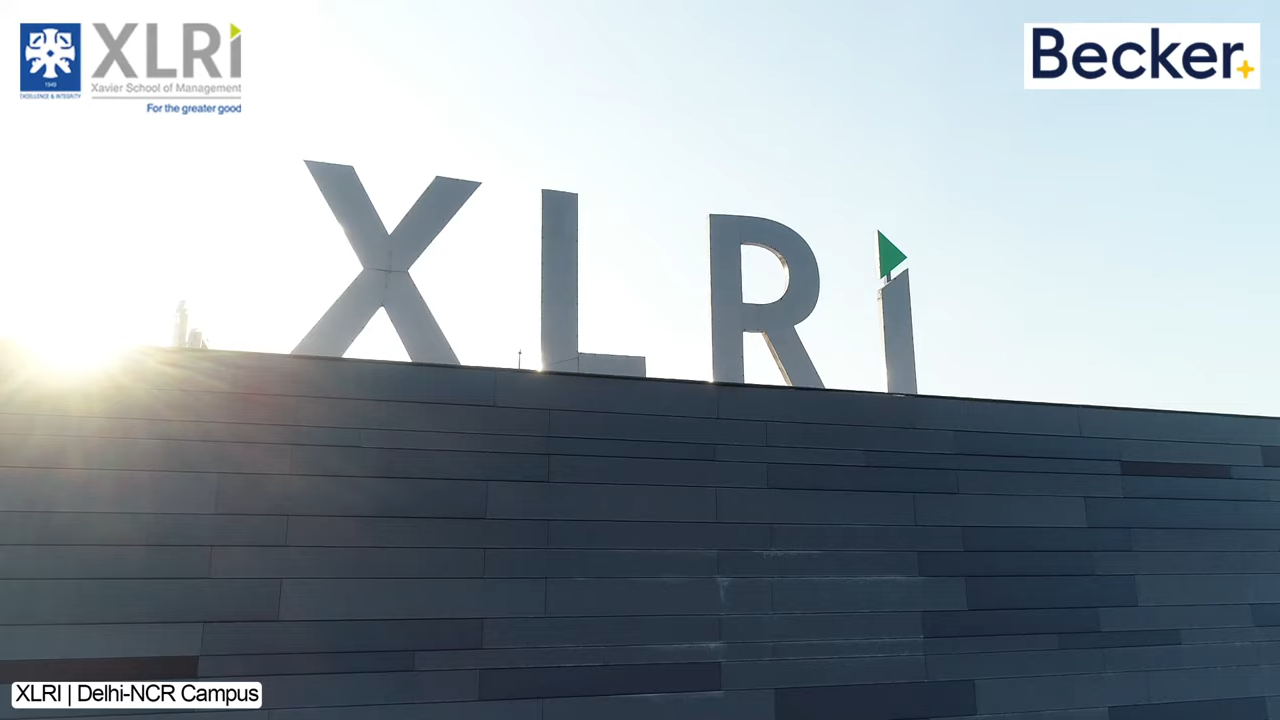 XLRi
Xavier School of Management
For the greater good
1949
EXCELLENCE & INTEGRITY
Becker
XLRi
XLRI | Delhi-NCR Campus